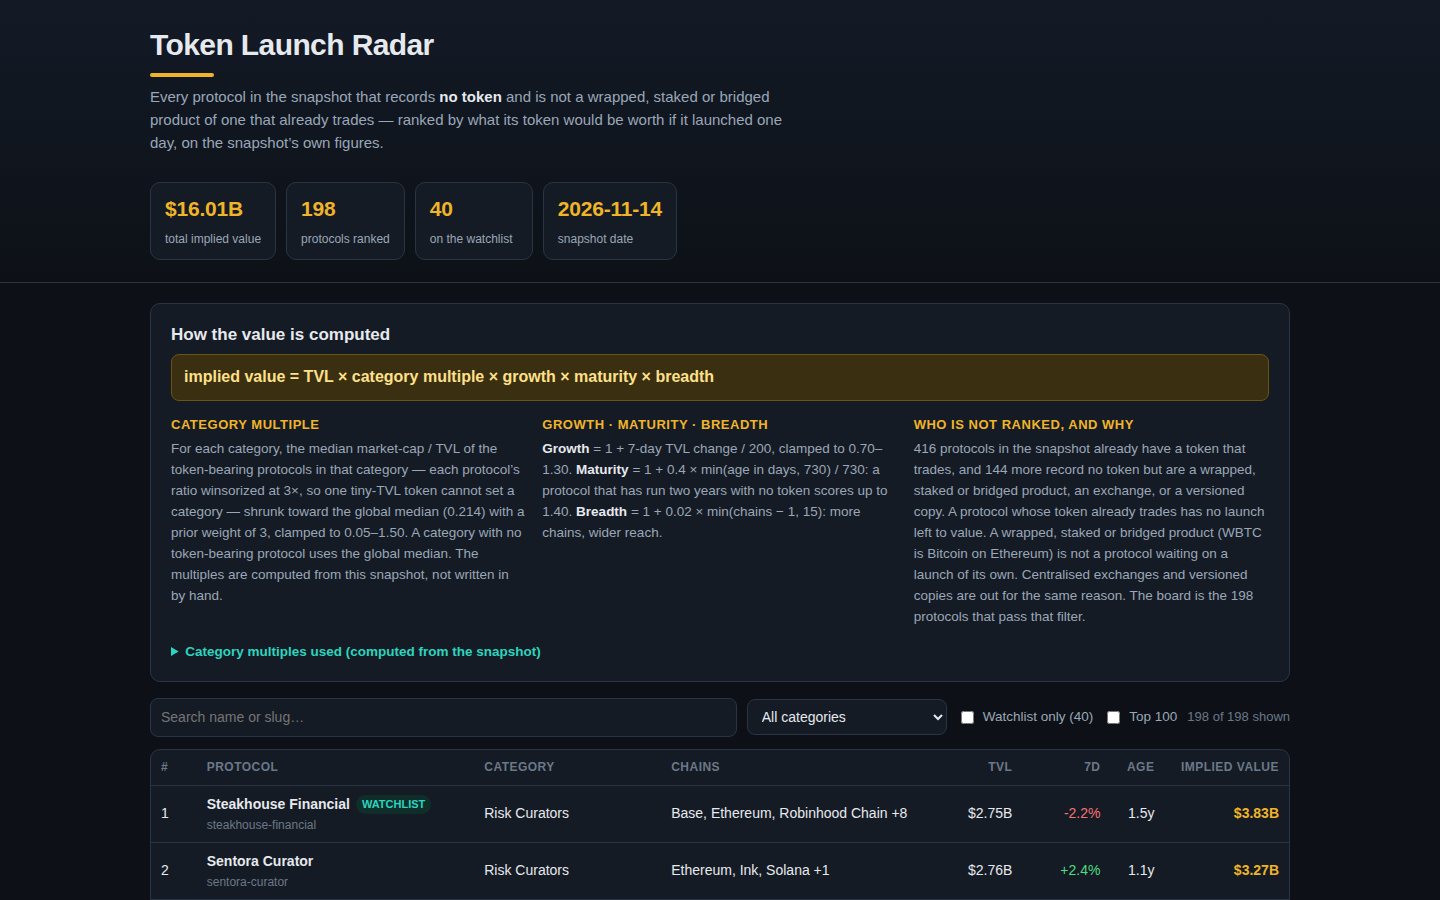 Token Launch Radar
Every protocol in the snapshot that records no token and is not a wrapped, staked or bridged
product of one that already trades — ranked by what its token would be worth if it launched one
day, on the snapshot’s own figures.
$16.01B
total implied value
198
protocols ranked
40
on the watchlist
2026-11-14
snapshot date
How the value is computed
implied value = TVL × category multiple × growth × maturity × breadth
CATEGORY MULTIPLE
For each category, the median market-cap / TVL of the
token-bearing protocols in that category — each protocol’s
ratio winsorized at 3×, so one tiny-TVL token cannot set a
category — shrunk toward the global median (0.214) with a
prior weight of 3, clamped to 0.05–1.50. A category with no
token-bearing protocol uses the global median. The
multiples are computed from this snapshot, not written in
by hand.
GROWTH · MATURITY · BREADTH
Growth = 1 + 7-day TVL change / 200, clamped to 0.70–
1.30. Maturity = 1 + 0.4 × min(age in days, 730) / 730: a
protocol that has run two years with no token scores up to
1.40. Breadth = 1 + 0.02 × min(chains − 1, 15): more
chains, wider reach.
WHO IS NOT RANKED, AND WHY
416 protocols in the snapshot already have a token that
trades, and 144 more record no token but are a wrapped,
staked or bridged product, an exchange, or a versioned
copy. A protocol whose token already trades has no launch
left to value. A wrapped, staked or bridged product (WBTC
is Bitcoin on Ethereum) is not a protocol waiting on a
launch of its own. Centralised exchanges and versioned
copies are out for the same reason. The board is the 198
protocols that pass that filter.
Category multiples used (computed from the snapshot)
Search name or slug… All categories Watchlist only (40) Top 100 198 of 198 shown
# PROTOCOL CATEGORY CHAINS TVL 7D AGE IMPLIED VALUE
1 Steakhouse Financial WATCHLIST Risk Curators Base, Ethereum, Robinhood Chain +8 $2.75B -2.2% 1.5y $3.83B
steakhouse-financial
2 Sentora Curator Risk Curators Ethereum, Ink, Solana +1 $2.76B +2.4% 1.1y $3.27B
sentora-curator